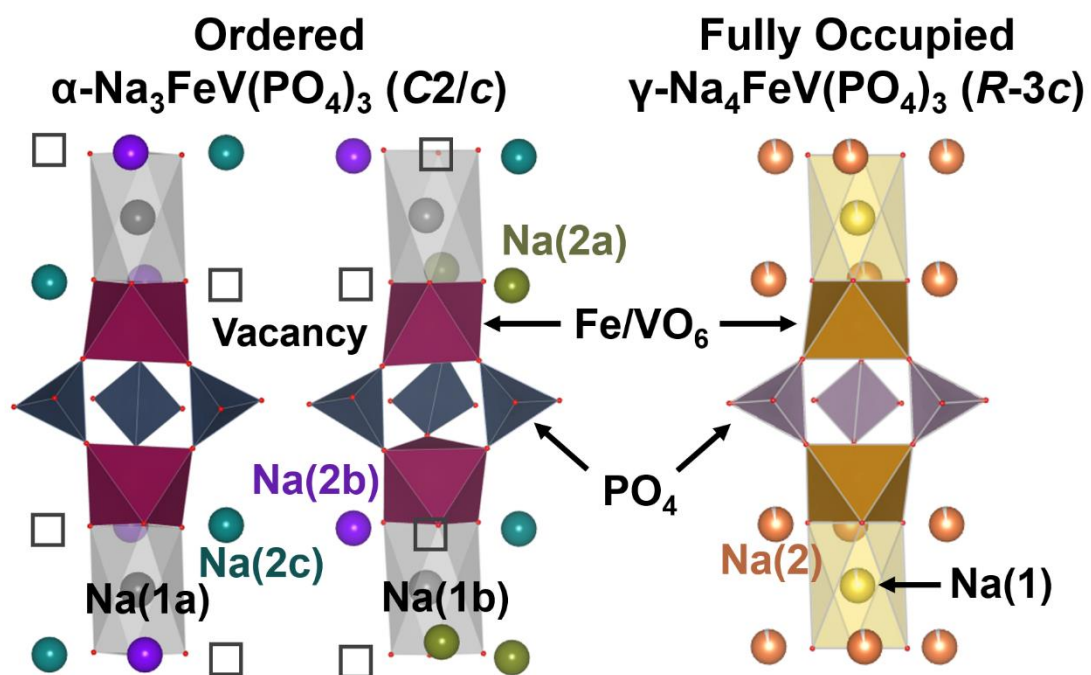 Ordered
α-Na₃FeV(PO₄)₃ (C2/c)
Fully Occupied
γ-Na₄FeV(PO₄)₃ (R-3c)
Na(2a)
Vacancy
Fe/VO₆
Na(2b)
PO₄
Na(2c)
Na(2)
Na(1a)
Na(1b)
Na(1)